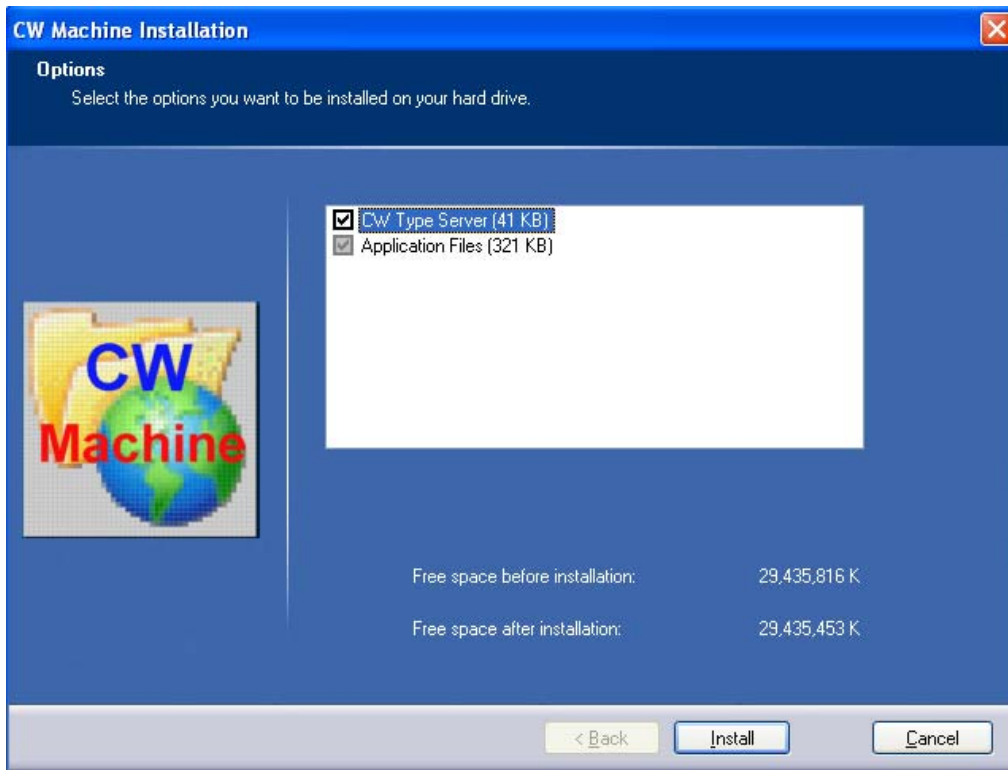 CW Machine Installation
Options
Select the options you want to be installed on your hard drive.
CW Type Server (41 KB)
Application Files (321 KB)
CW
Machine
Free space before installation: 29,435,816 K
Free space after installation: 29,435,453 K
< Back Install Cancel